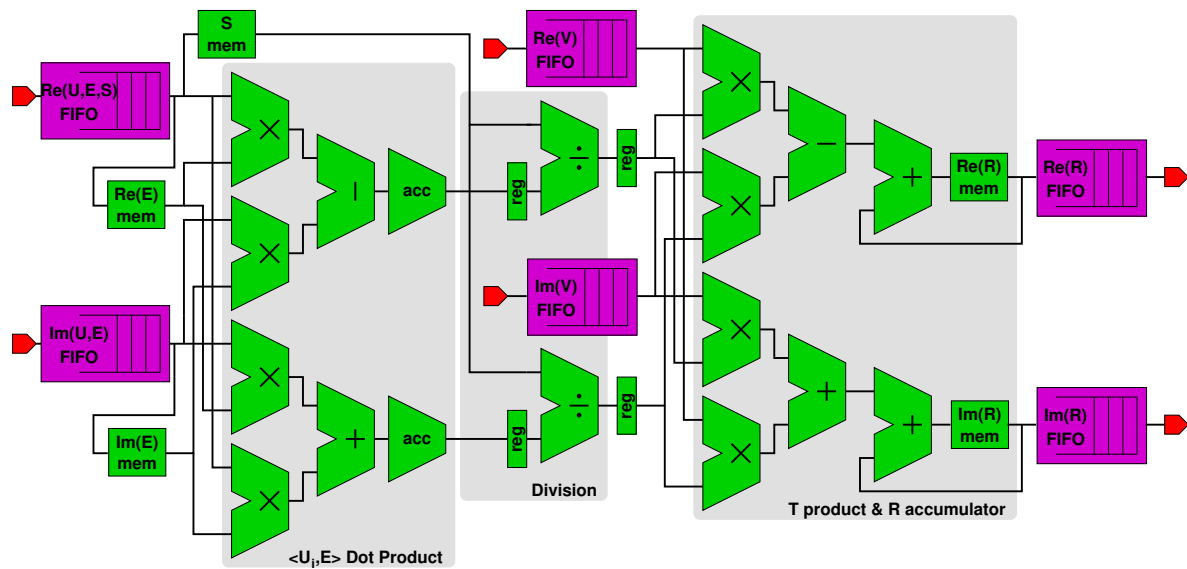 S
mem
Re(V)
FIFO
Re(U,E,S)
FIFO
×
÷
reg
×
−
+
Re(R)
mem
Re(R)
FIFO
Re(E)
mem
−
acc
reg
×
×
Im(V)
FIFO
Im(U,E)
FIFO
×
×
+
÷
reg
+
Im(R)
mem
Im(R)
FIFO
Im(E)
mem
+
acc
reg
×
×
Division
T product & R accumulator
<Ui,E> Dot Product